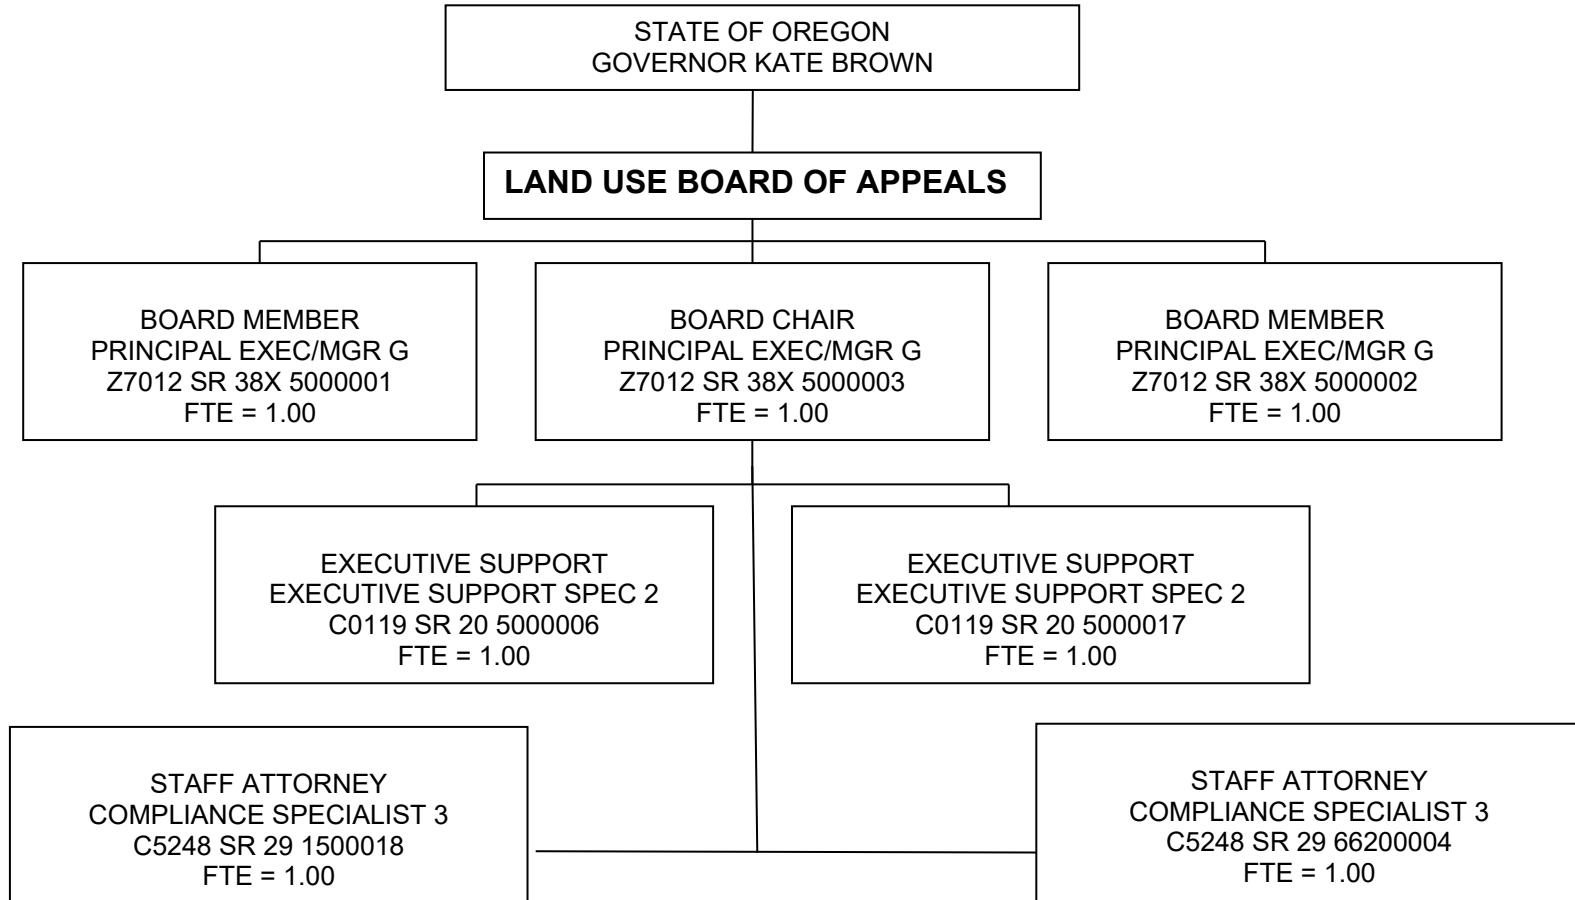 STATE OF OREGON
GOVERNOR KATE BROWN
LAND USE BOARD OF APPEALS
BOARD MEMBER
PRINCIPAL EXEC/MGR G
Z7012 SR 38X 5000001
FTE = 1.00
BOARD CHAIR
PRINCIPAL EXEC/MGR G
Z7012 SR 38X 5000003
FTE = 1.00
BOARD MEMBER
PRINCIPAL EXEC/MGR G
Z7012 SR 38X 5000002
FTE = 1.00
EXECUTIVE SUPPORT
EXECUTIVE SUPPORT SPEC 2
C0119 SR 20 5000006
FTE = 1.00
EXECUTIVE SUPPORT
EXECUTIVE SUPPORT SPEC 2
C0119 SR 20 5000017
FTE = 1.00
STAFF ATTORNEY
COMPLIANCE SPECIALIST 3
C5248 SR 29 1500018
FTE = 1.00
STAFF ATTORNEY
COMPLIANCE SPECIALIST 3
C5248 SR 29 66200004
FTE = 1.00